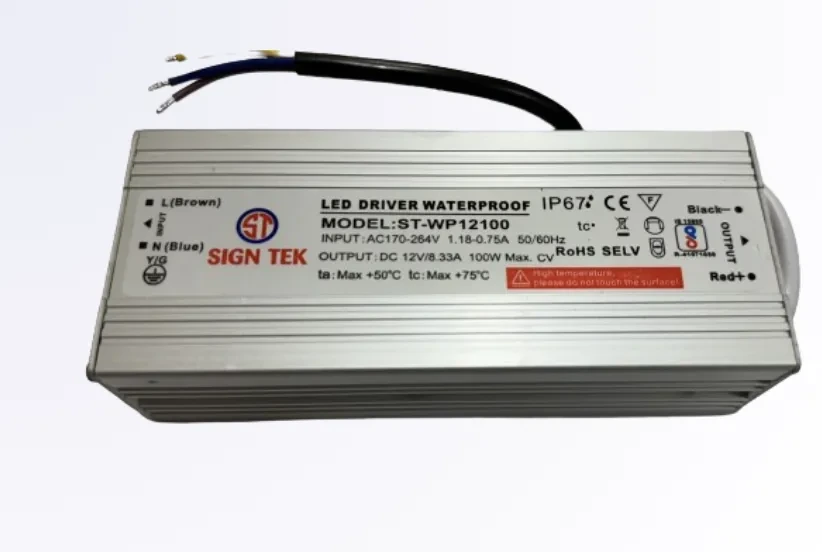 L(Brown)
INPUT
N (Blue)
Y/G
ST
SIGN TEK
LED DRIVER WATERPROOF
MODEL:ST-WP12100
INPUT:AC170-264V 1.18-0.75A 50/60Hz
OUTPUT:DC 12V/8.33A 100W Max. CV
ta:Max +50°C tc:Max +75°C
IP67
CE
F
tc•
RoHS SELV
High temperature,
please do not touch the surface!
Black-
OUTPUT
Red+